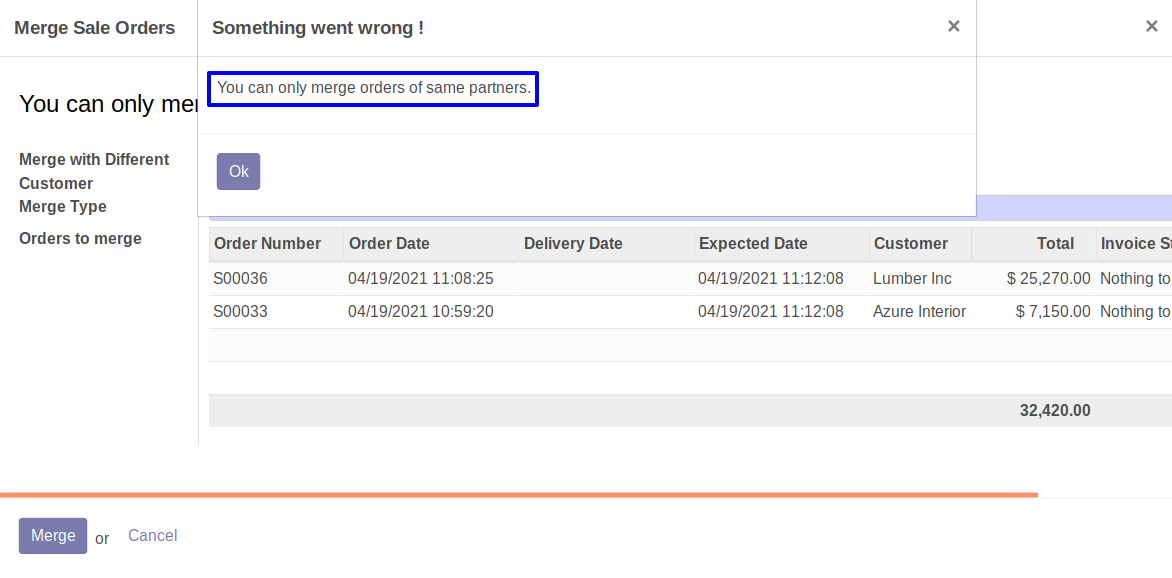 Merge Sale Orders
Something went wrong !
×
×
You can only merge orders of same partners.
You can only mer
Ok
Merge with Different
Customer
Merge Type
Orders to merge
Order Number Order Date Delivery Date Expected Date Customer Total Invoice St
S00036 04/19/2021 11:08:25 04/19/2021 11:12:08 Lumber Inc $ 25,270.00 Nothing to
S00033 04/19/2021 10:59:20 04/19/2021 11:12:08 Azure Interior $ 7,150.00 Nothing to
32,420.00
Merge or Cancel